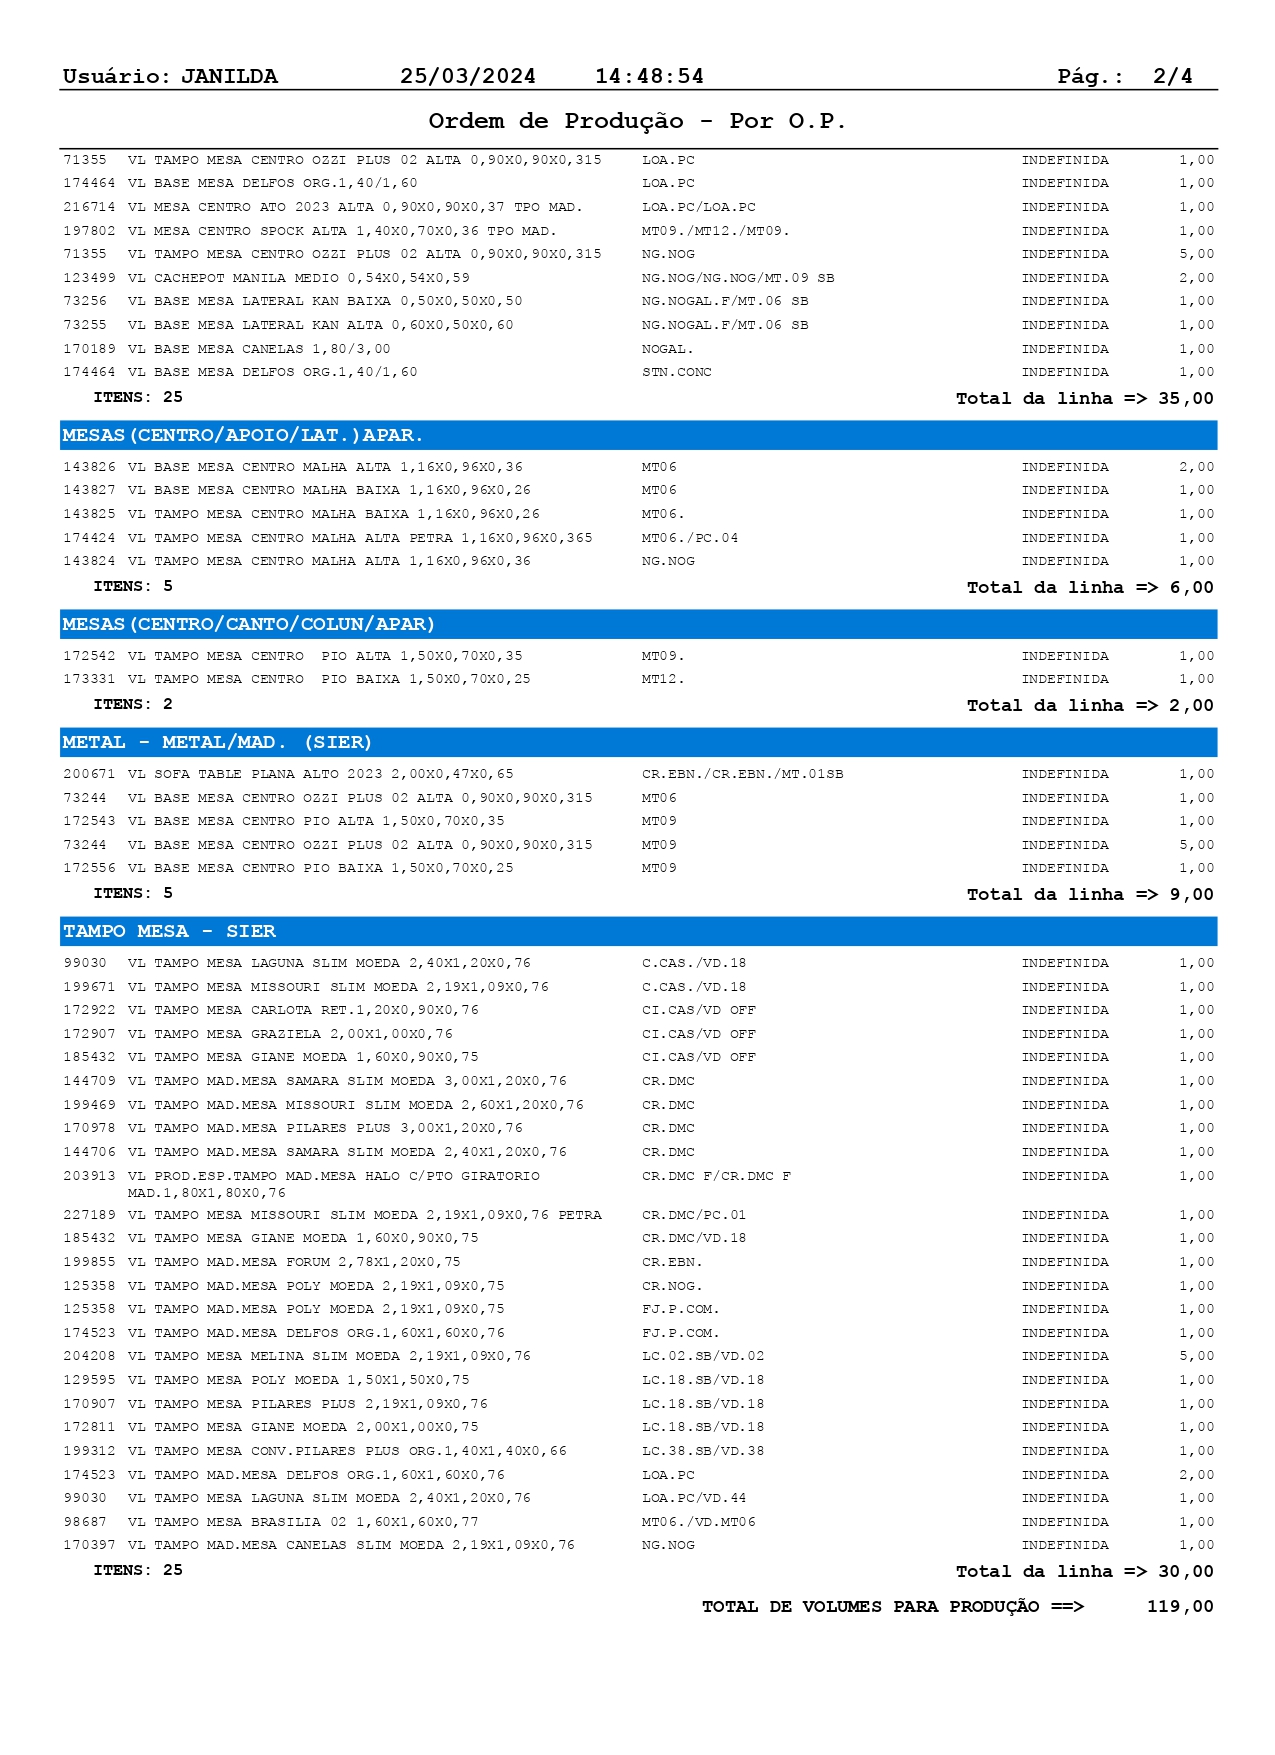 Usuário: JANILDA 25/03/2024 14:48:54 Pág.: 2/4
Ordem de Produção - Por O.P.
71355 VL TAMPO MESA CENTRO OZZI PLUS 02 ALTA 0,90X0,90X0,315 LOA.PC INDEFINIDA 1,00
174464 VL BASE MESA DELFOS ORG.1,40/1,60 LOA.PC INDEFINIDA 1,00
216714 VL MESA CENTRO ATO 2023 ALTA 0,90X0,90X0,37 TPO MAD. LOA.PC/LOA.PC INDEFINIDA 1,00
197802 VL MESA CENTRO SPOCK ALTA 1,40X0,70X0,36 TPO MAD. MT09./MT12./MT09. INDEFINIDA 1,00
71355 VL TAMPO MESA CENTRO OZZI PLUS 02 ALTA 0,90X0,90X0,315 NG.NOG INDEFINIDA 5,00
123499 VL CACHEPOT MANILA MEDIO 0,54X0,54X0,59 NG.NOG/NG.NOG/MT.09 SB INDEFINIDA 2,00
73256 VL BASE MESA LATERAL KAN BAIXA 0,50X0,50X0,50 NG.NOGAL.F/MT.06 SB INDEFINIDA 1,00
73255 VL BASE MESA LATERAL KAN ALTA 0,60X0,50X0,60 NG.NOGAL.F/MT.06 SB INDEFINIDA 1,00
170189 VL BASE MESA CANELAS 1,80/3,00 NOGAL. INDEFINIDA 1,00
174464 VL BASE MESA DELFOS ORG.1,40/1,60 STN.CONC INDEFINIDA 1,00
ITENS: 25 Total da linha => 35,00
MESAS(CENTRO/APOIO/LAT.)APAR.
143826 VL BASE MESA CENTRO MALHA ALTA 1,16X0,96X0,36 MT06 INDEFINIDA 2,00
143827 VL BASE MESA CENTRO MALHA BAIXA 1,16X0,96X0,26 MT06 INDEFINIDA 1,00
143825 VL TAMPO MESA CENTRO MALHA BAIXA 1,16X0,96X0,26 MT06. INDEFINIDA 1,00
174424 VL TAMPO MESA CENTRO MALHA ALTA PETRA 1,16X0,96X0,365 MT06./PC.04 INDEFINIDA 1,00
143824 VL TAMPO MESA CENTRO MALHA ALTA 1,16X0,96X0,36 NG.NOG INDEFINIDA 1,00
ITENS: 5 Total da linha => 6,00
MESAS(CENTRO/CANTO/COLUN/APAR)
172542 VL TAMPO MESA CENTRO  PIO ALTA 1,50X0,70X0,35 MT09. INDEFINIDA 1,00
173331 VL TAMPO MESA CENTRO  PIO BAIXA 1,50X0,70X0,25 MT12. INDEFINIDA 1,00
ITENS: 2 Total da linha => 2,00
METAL - METAL/MAD. (SIER)
200671 VL SOFA TABLE PLANA ALTO 2023 2,00X0,47X0,65 CR.EBN./CR.EBN./MT.01SB INDEFINIDA 1,00
73244 VL BASE MESA CENTRO OZZI PLUS 02 ALTA 0,90X0,90X0,315 MT06 INDEFINIDA 1,00
172543 VL BASE MESA CENTRO PIO ALTA 1,50X0,70X0,35 MT09 INDEFINIDA 1,00
73244 VL BASE MESA CENTRO OZZI PLUS 02 ALTA 0,90X0,90X0,315 MT09 INDEFINIDA 5,00
172556 VL BASE MESA CENTRO PIO BAIXA 1,50X0,70X0,25 MT09 INDEFINIDA 1,00
ITENS: 5 Total da linha => 9,00
TAMPO MESA - SIER
99030 VL TAMPO MESA LAGUNA SLIM MOEDA 2,40X1,20X0,76 C.CAS./VD.18 INDEFINIDA 1,00
199671 VL TAMPO MESA MISSOURI SLIM MOEDA 2,19X1,09X0,76 C.CAS./VD.18 INDEFINIDA 1,00
172922 VL TAMPO MESA CARLOTA RET.1,20X0,90X0,76 CI.CAS/VD OFF INDEFINIDA 1,00
172907 VL TAMPO MESA GRAZIELA 2,00X1,00X0,76 CI.CAS/VD OFF INDEFINIDA 1,00
185432 VL TAMPO MESA GIANE MOEDA 1,60X0,90X0,75 CI.CAS/VD OFF INDEFINIDA 1,00
144709 VL TAMPO MAD.MESA SAMARA SLIM MOEDA 3,00X1,20X0,76 CR.DMC INDEFINIDA 1,00
199469 VL TAMPO MAD.MESA MISSOURI SLIM MOEDA 2,60X1,20X0,76 CR.DMC INDEFINIDA 1,00
170978 VL TAMPO MAD.MESA PILARES PLUS 3,00X1,20X0,76 CR.DMC INDEFINIDA 1,00
144706 VL TAMPO MAD.MESA SAMARA SLIM MOEDA 2,40X1,20X0,76 CR.DMC INDEFINIDA 1,00
203913 VL PROD.ESP.TAMPO MAD.MESA HALO C/PTO GIRATORIO CR.DMC F/CR.DMC F INDEFINIDA 1,00
MAD.1,80X1,80X0,76
227189 VL TAMPO MESA MISSOURI SLIM MOEDA 2,19X1,09X0,76 PETRA CR.DMC/PC.01 INDEFINIDA 1,00
185432 VL TAMPO MESA GIANE MOEDA 1,60X0,90X0,75 CR.DMC/VD.18 INDEFINIDA 1,00
199855 VL TAMPO MAD.MESA FORUM 2,78X1,20X0,75 CR.EBN. INDEFINIDA 1,00
125358 VL TAMPO MAD.MESA POLY MOEDA 2,19X1,09X0,75 CR.NOG. INDEFINIDA 1,00
125358 VL TAMPO MAD.MESA POLY MOEDA 2,19X1,09X0,75 FJ.P.COM. INDEFINIDA 1,00
174523 VL TAMPO MAD.MESA DELFOS ORG.1,60X1,60X0,76 FJ.P.COM. INDEFINIDA 1,00
204208 VL TAMPO MESA MELINA SLIM MOEDA 2,19X1,09X0,76 LC.02.SB/VD.02 INDEFINIDA 5,00
129595 VL TAMPO MESA POLY MOEDA 1,50X1,50X0,75 LC.18.SB/VD.18 INDEFINIDA 1,00
170907 VL TAMPO MESA PILARES PLUS 2,19X1,09X0,76 LC.18.SB/VD.18 INDEFINIDA 1,00
172811 VL TAMPO MESA GIANE MOEDA 2,00X1,00X0,75 LC.18.SB/VD.18 INDEFINIDA 1,00
199312 VL TAMPO MESA CONV.PILARES PLUS ORG.1,40X1,40X0,66 LC.38.SB/VD.38 INDEFINIDA 1,00
174523 VL TAMPO MAD.MESA DELFOS ORG.1,60X1,60X0,76 LOA.PC INDEFINIDA 2,00
99030 VL TAMPO MESA LAGUNA SLIM MOEDA 2,40X1,20X0,76 LOA.PC/VD.44 INDEFINIDA 1,00
98687 VL TAMPO MESA BRASILIA 02 1,60X1,60X0,77 MT06./VD.MT06 INDEFINIDA 1,00
170397 VL TAMPO MAD.MESA CANELAS SLIM MOEDA 2,19X1,09X0,76 NG.NOG INDEFINIDA 1,00
ITENS: 25 Total da linha => 30,00
TOTAL DE VOLUMES PARA PRODUÇÃO ==> 119,00